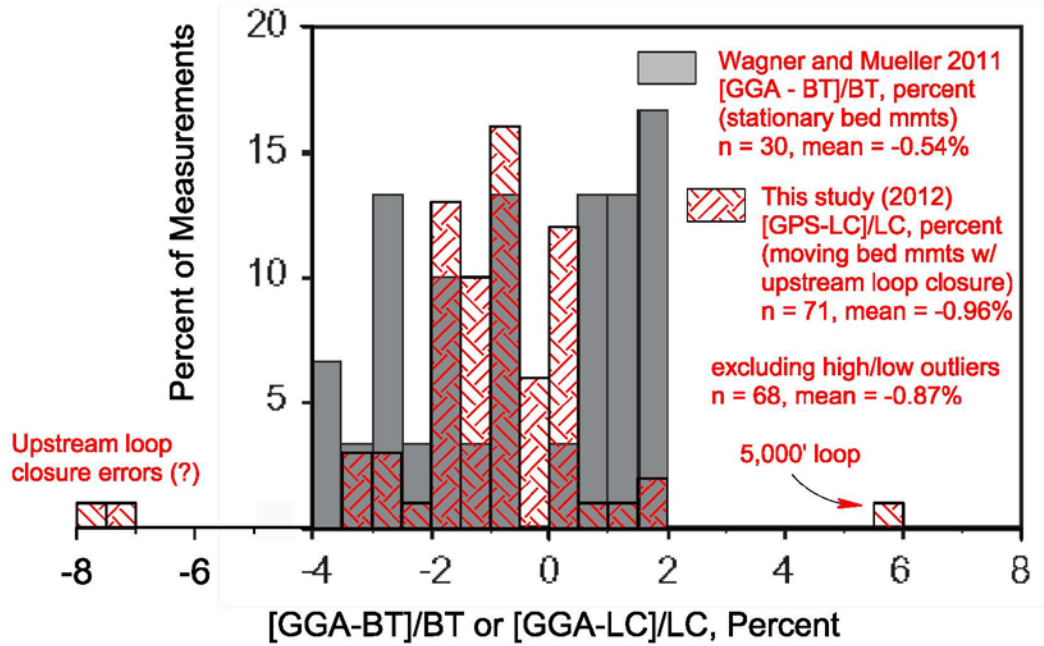 20
15
10
5
Percent of Measurements
Wagner and Mueller 2011
[GGA - BT]/BT, percent
(stationary bed mmts)
n = 30, mean = -0.54%
This study (2012)
[GPS-LC]/LC, percent
(moving bed mmts w/
upstream loop closure)
n = 71, mean = -0.96%
excluding high/low outliers
n = 68, mean = -0.87%
Upstream loop
closure errors (?)
5,000' loop
-8 -6 -4 -2 0 2 4 6 8
[GGA-BT]/BT or [GGA-LC]/LC, Percent